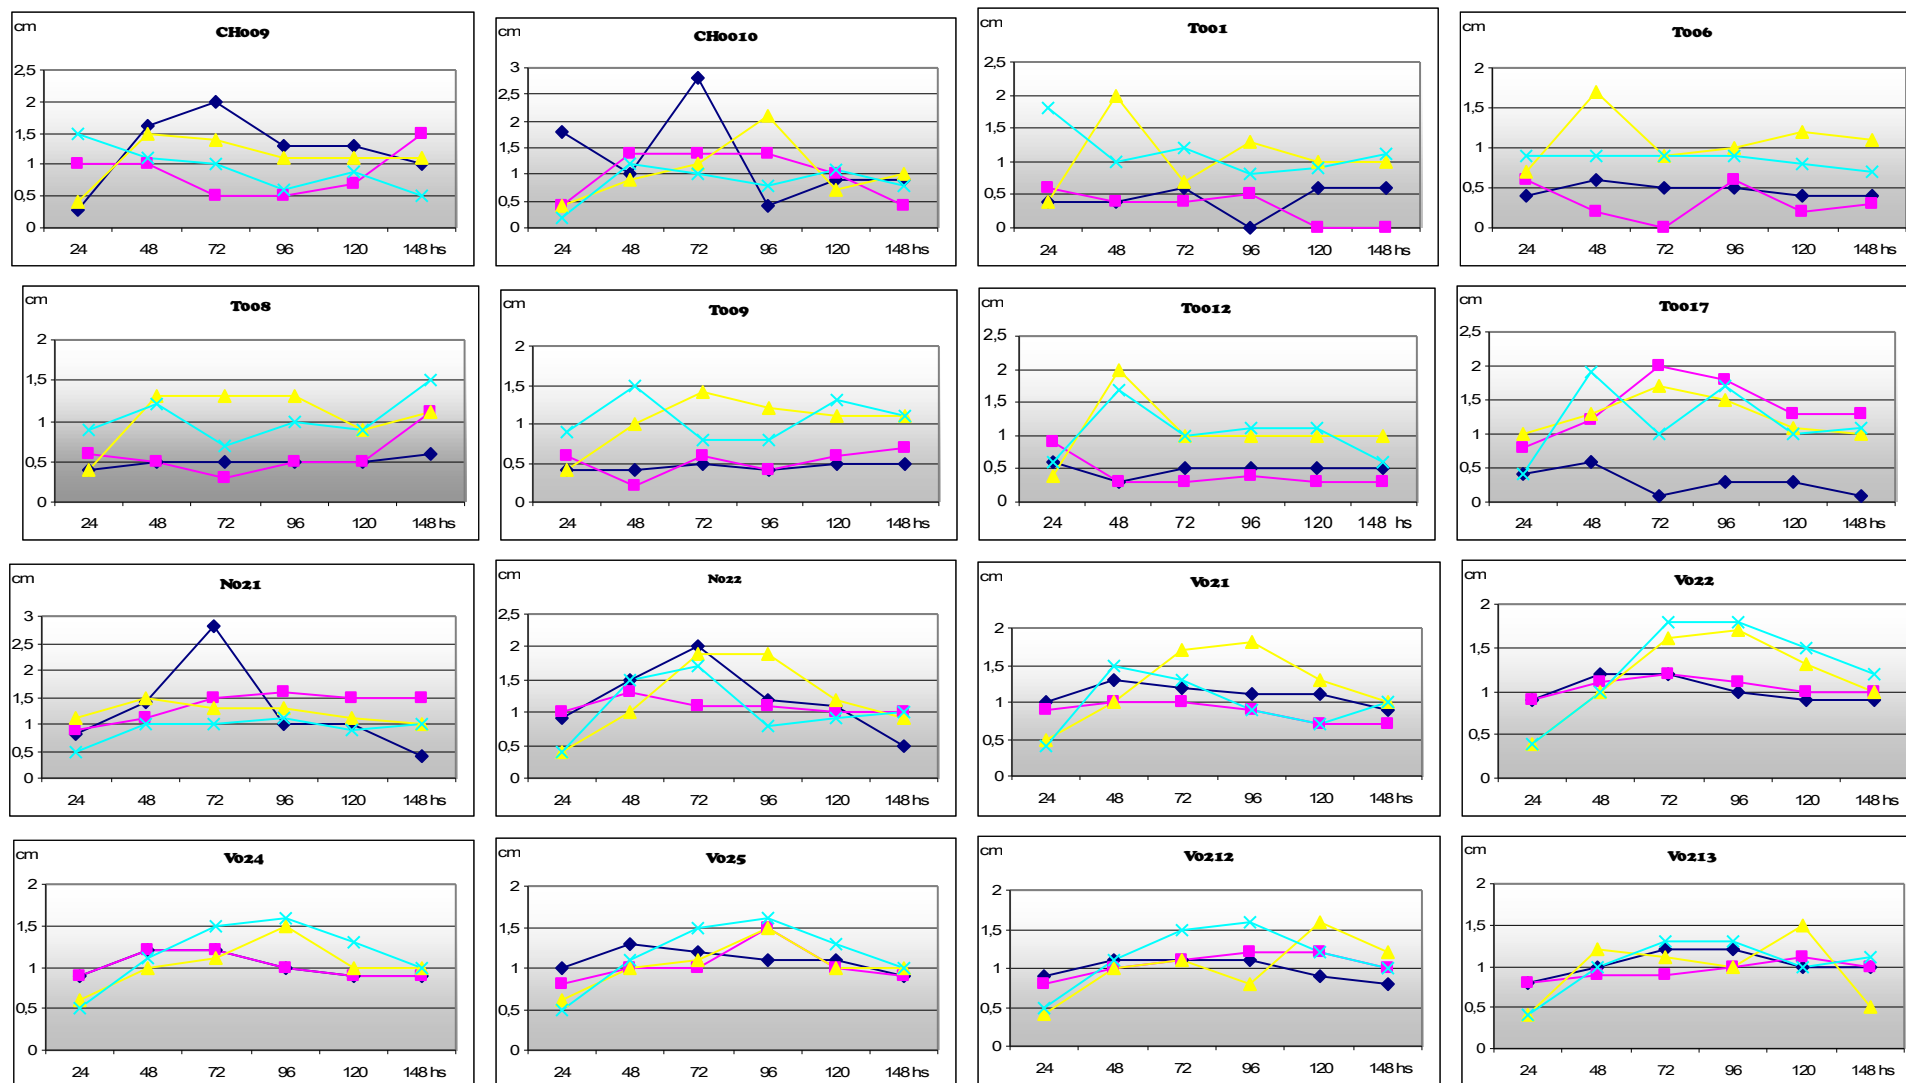 cm
CH009
2,5
2
1,5
1
0,5
0
24 48 72 96 120 148 hs
cm
CH0010
3
2,5
2
1,5
1
0,5
0
24 48 72 96 120 148 hs
cm
T001
2,5
2
1,5
1
0,5
0
24 48 72 96 120 148 hs
cm
T006
2
1,5
1
0,5
0
24 48 72 96 120 148 hs
cm
T008
2
1,5
1
0,5
0
24 48 72 96 120 148 hs
cm
T009
2
1,5
1
0,5
0
24 48 72 96 120 148 hs
cm
T0012
2,5
2
1,5
1
0,5
0
24 48 72 96 120 148 hs
cm
T0017
2,5
2
1,5
1
0,5
0
24 48 72 96 120 148 hs
cm
N021
3
2,5
2
1,5
1
0,5
0
24 48 72 96 120 148 hs
cm
N022
2,5
2
1,5
1
0,5
0
24 48 72 96 120 148 hs
cm
V021
2
1,5
1
0,5
0
24 48 72 96 120 148 hs
cm
V022
2
1,5
1
0,5
0
24 48 72 96 120 148 hs
cm
V024
2
1,5
1
0,5
0
24 48 72 96 120 148 hs
cm
V025
2
1,5
1
0,5
0
24 48 72 96 120 148 hs
cm
V0212
2
1,5
1
0,5
0
24 48 72 96 120 148 hs
cm
V0213
2
1,5
1
0,5
0
24 48 72 96 120 148 hs